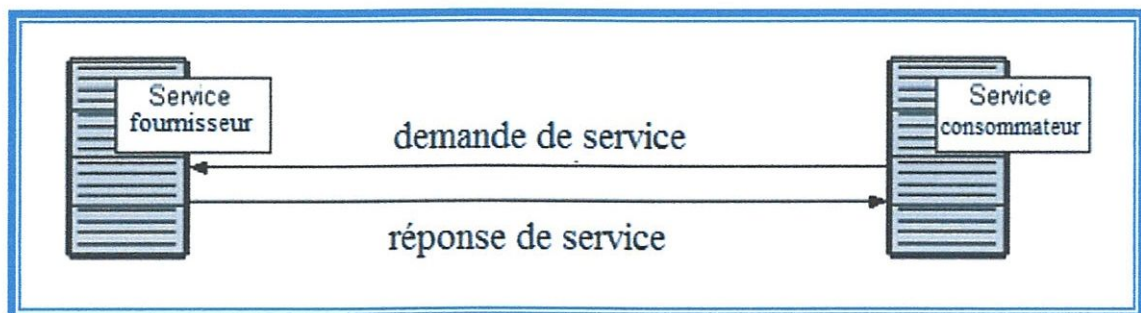 Service
fournisseur
Service
consommateur
demande de service
réponse de service